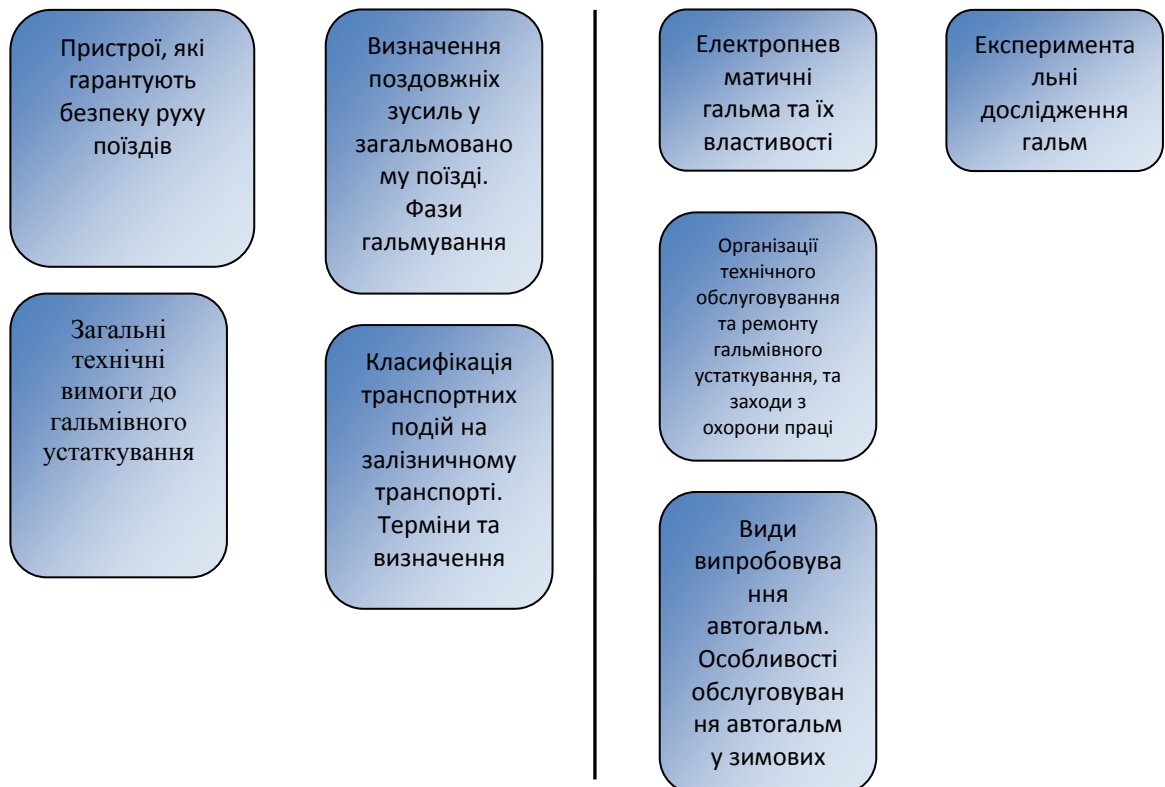 Пристрої, які
гарантують
безпеку руху
поїздів
Загальні
технічні
вимоги до
гальмівного
устаткування
Визначення
поздовжніх
зусиль у
загальмовано
му поїзді.
Фази
гальмування
Класифікація
транспортних
подій на
залізничному
транспорті.
Терміни та
визначення
Електропнев
матичні
гальма та їх
властивості
Організації
технічного
обслуговування
та ремонту
гальмівного
устаткування, та
заходи з
охорони праці
Види
випробовува
ння
автогальм.
Особливості
обслуговуван
ня автогальм
у зимових
Експеримента
льні
дослідження
гальм